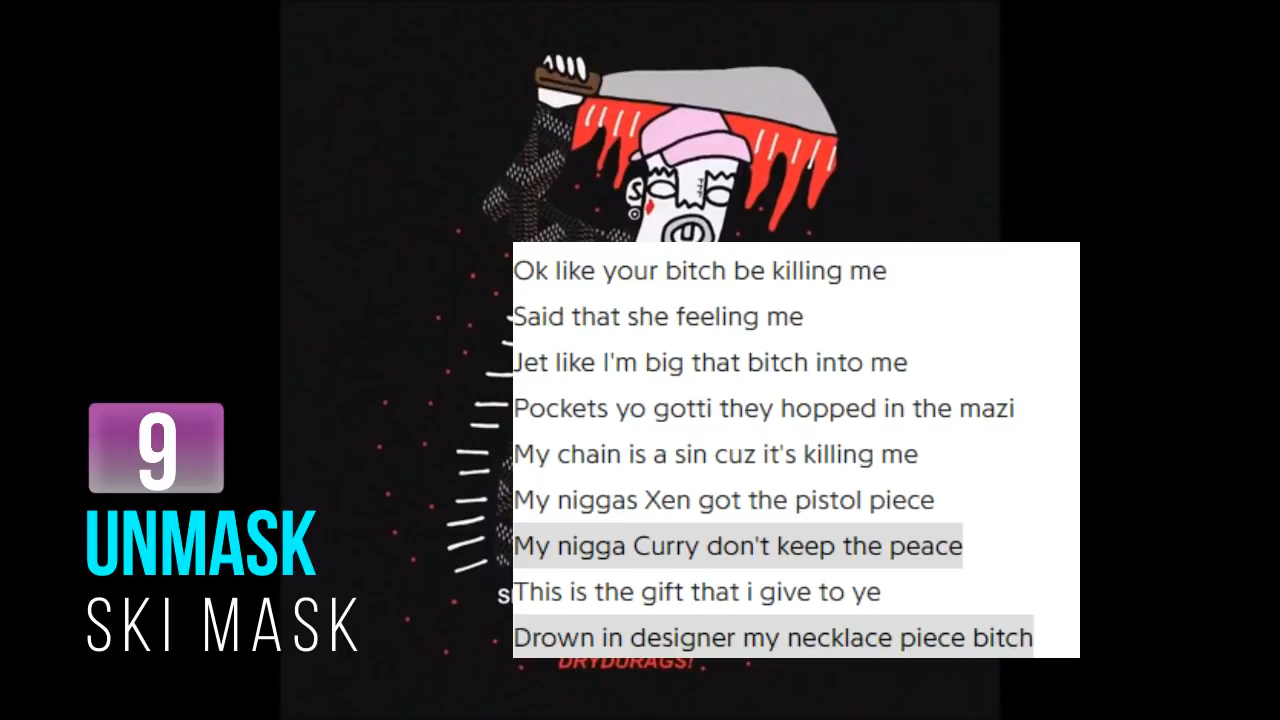 9
UNMASK
SKI MASK
Ok like your bitch be killing me
Said that she feeling me
Jet like I'm big that bitch into me
Pockets yo gotti they hopped in the mazi
My chain is a sin cuz it's killing me
My niggas Xen got the pistol piece
My nigga Curry don't keep the peace
This is the gift that i give to ye
Drown in designer my necklace piece bitch
DRYDURAGS!